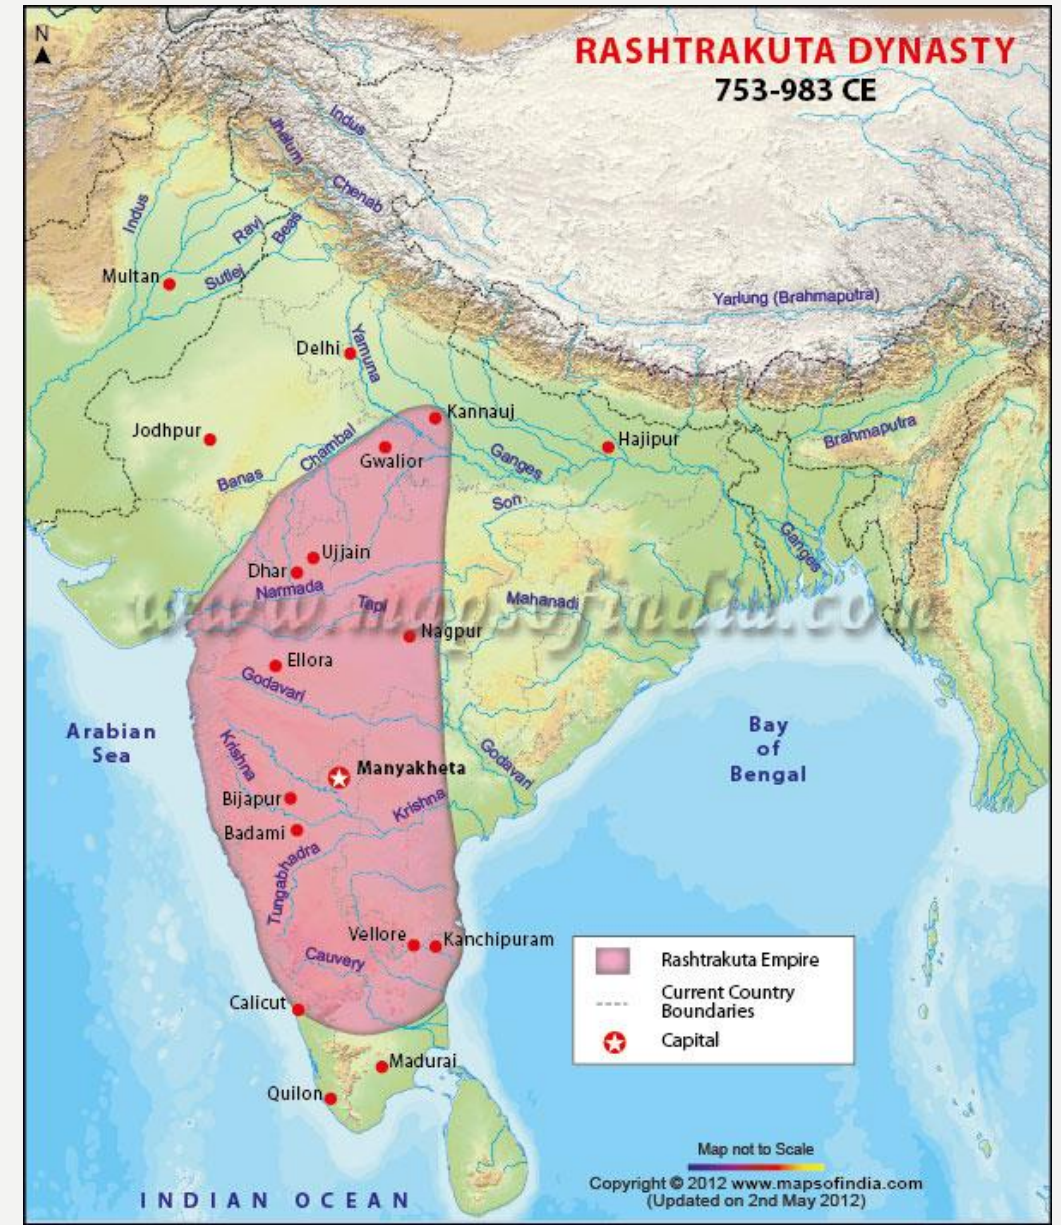 RASHTRAKUTA DYNASTY
753-983 CE
N
Indus
Jhelum
Chenab
Indus
Ravi
Beas
Sutlej
Multan
Yarlung (Brahmaputra)
Delhi
Yamuna
Kannauj
Jodhpur
Hajipur
Brahmaputra
Chambal
Gwalior
Ganges
Banas
Son
Ganges
Ujjain
Dhar
Narmada
Tapi
Mahanadi
www.mapsofindia.com
Nagpur
Ellora
Godavari
Arabian
Sea
Bay
of
Bengal
Krishna
Godavari
Manyakheta
Bijapur
Krishna
Badami
Tungabhadra
Vellore
Kanchipuram
Cauvery
Calicut
Madurai
Quilon
Rashtrakuta Empire
Current Country
Boundaries
Capital
Map not to Scale
Copyright © 2012 www.mapsofindia.com
(Updated on 2nd May 2012)
INDIAN OCEAN